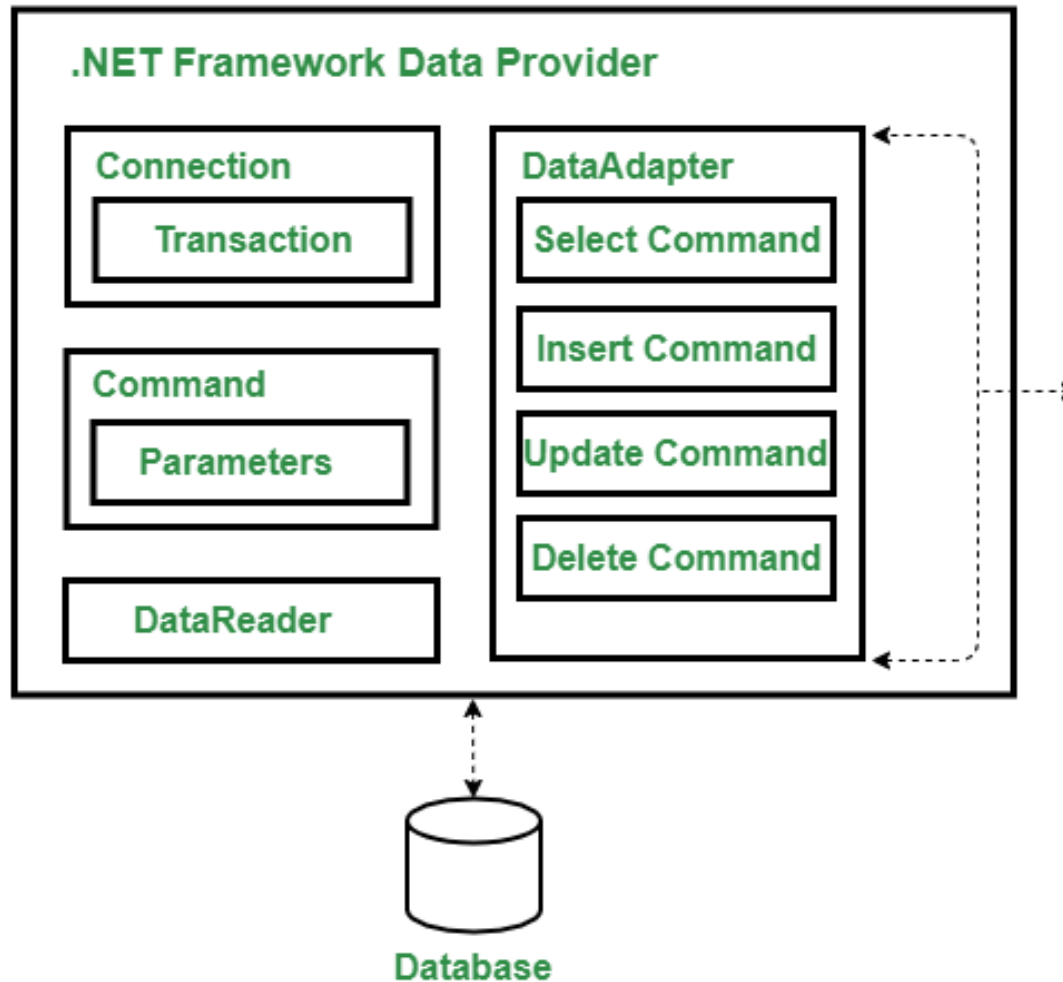 .NET Framework Data Provider
Connection
Transaction
Command
Parameters
DataReader
DataAdapter
Select Command
Insert Command
Update Command
Delete Command
Database